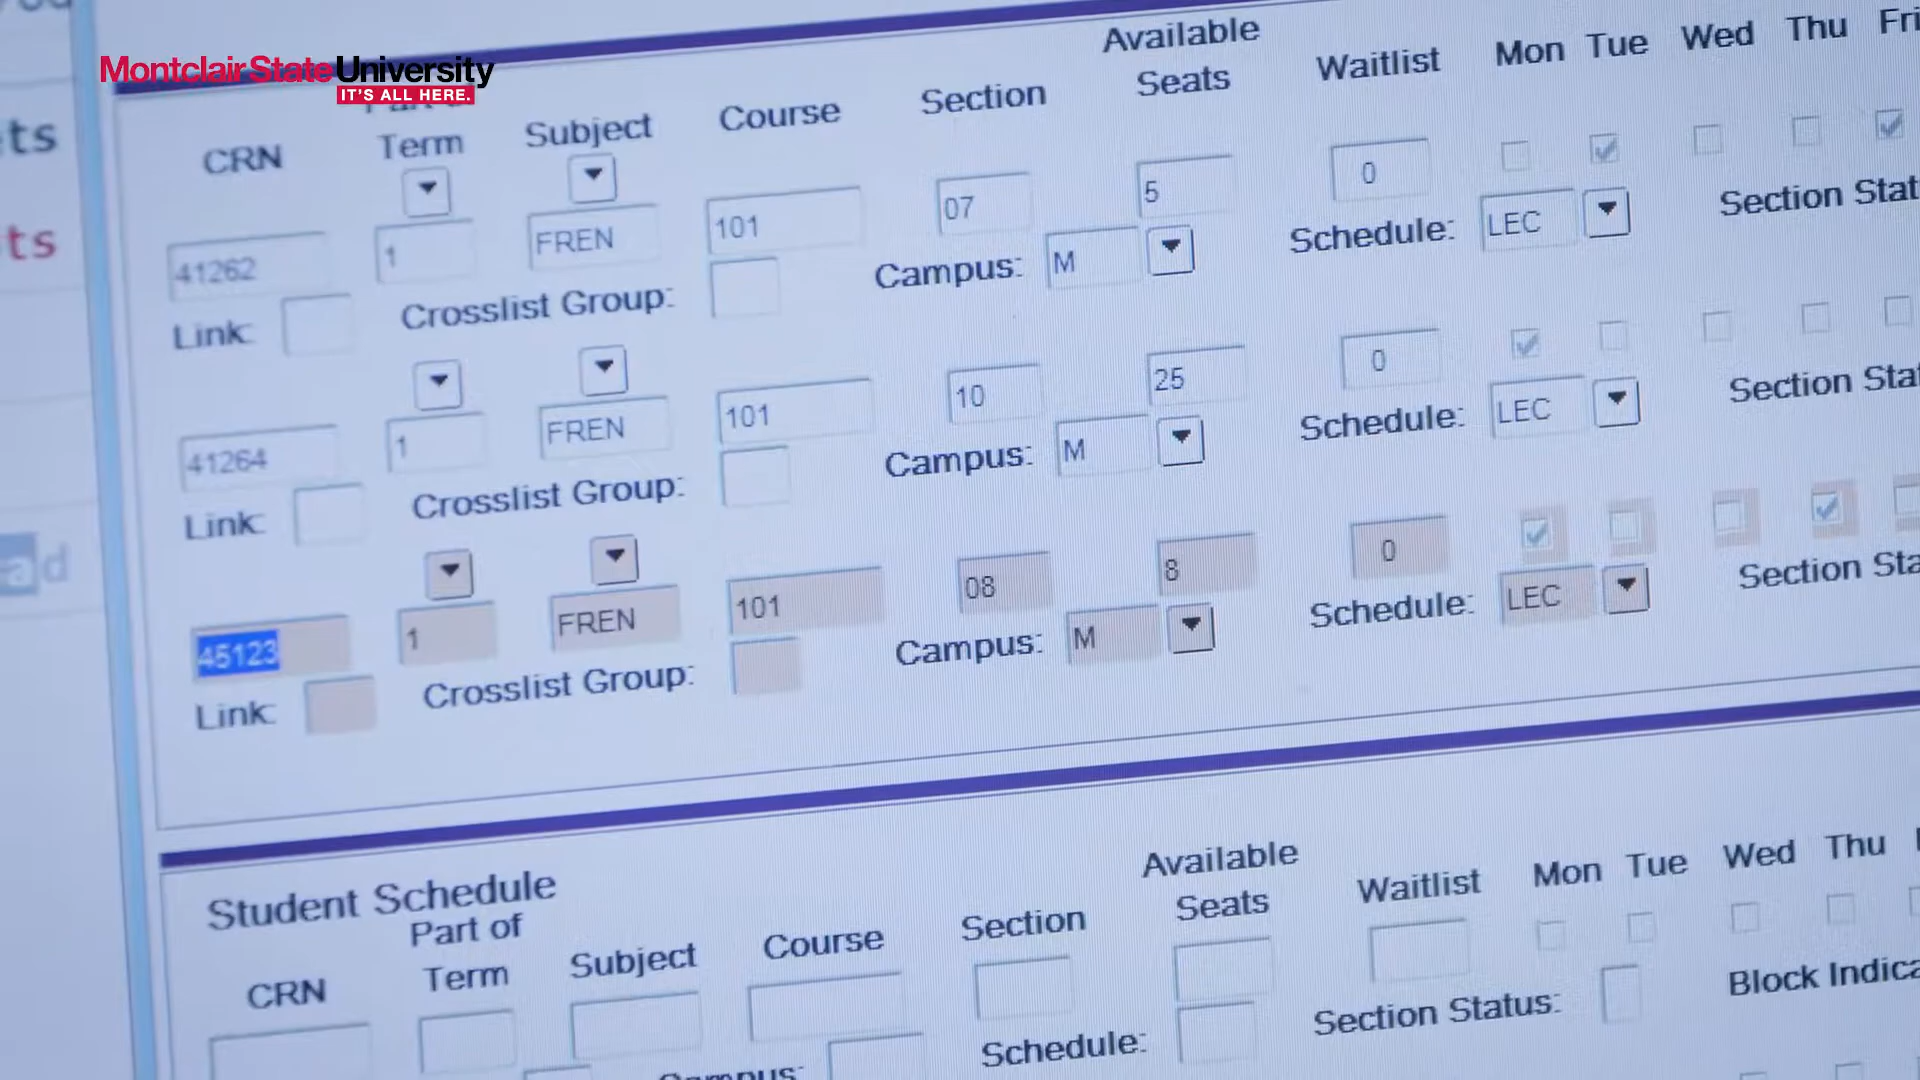 Montclair State University
IT'S ALL HERE.
ts
ts
ad
CRN Term Subject Course Section Available Seats Waitlist Mon Tue Wed Thu Fri
41262 1 FREN 101 07 5 0
Link: Crosslist Group: Campus: M Schedule: LEC Section Stat
41264 1 FREN 101 10 25 0
Link: Crosslist Group: Campus: M Schedule: LEC Section Stat
45123 1 FREN 101 08 8 0
Link: Crosslist Group: Campus: M Schedule: LEC Section Sta
Student Schedule
CRN Part of Term Subject Course Section Available Seats Waitlist Mon Tue Wed Thu
Schedule: Section Status: Block Indica